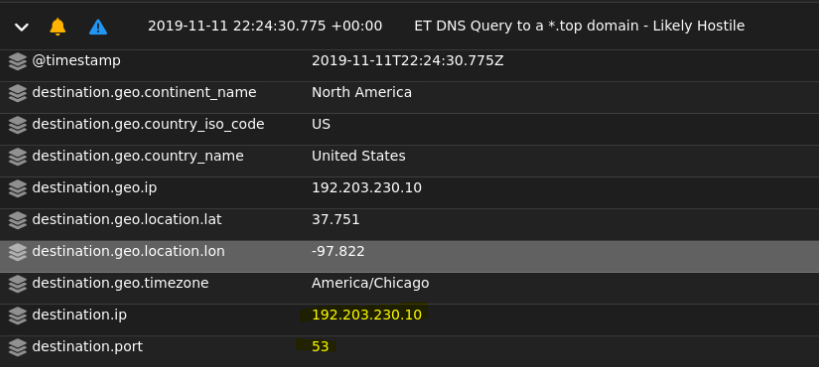 2019-11-11 22:24:30.775 +00:00 ET DNS Query to a *.top domain - Likely Hostile
@timestamp 2019-11-11T22:24:30.775Z
destination.geo.continent_name North America
destination.geo.country_iso_code US
destination.geo.country_name United States
destination.geo.ip 192.203.230.10
destination.geo.location.lat 37.751
destination.geo.location.lon -97.822
destination.geo.timezone America/Chicago
destination.ip 192.203.230.10
destination.port 53